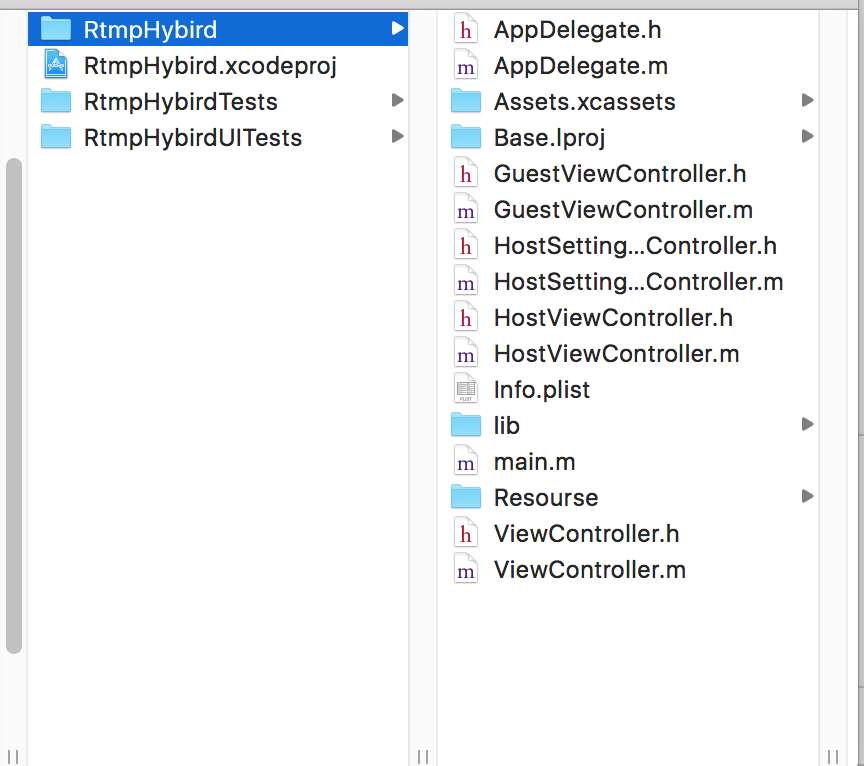 RtmpHybird
RtmpHybird.xcodeproj
RtmpHybirdTests
RtmpHybirdUITests
h AppDelegate.h
m AppDelegate.m
Assets.xcassets
Base.lproj
h GuestViewController.h
m GuestViewController.m
h HostSetting...Controller.h
m HostSetting...Controller.m
h HostViewController.h
m HostViewController.m
PLIST Info.plist
lib
m main.m
Resourse
h ViewController.h
m ViewController.m